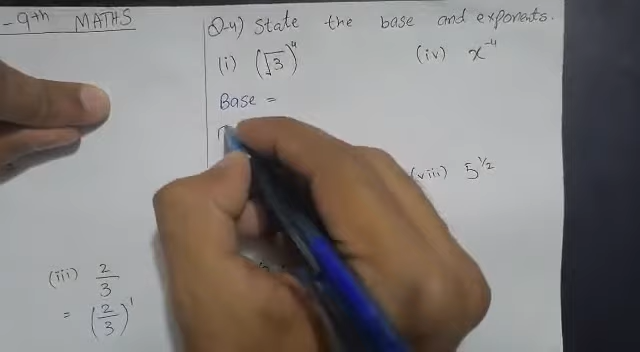 -9th MATHS
Q-4) State the base and exponents.
(i) (√3)⁴
(iv) x⁻⁴
Base =
(viii) 5^1/2
(iii) 2/3
= (2/3)¹